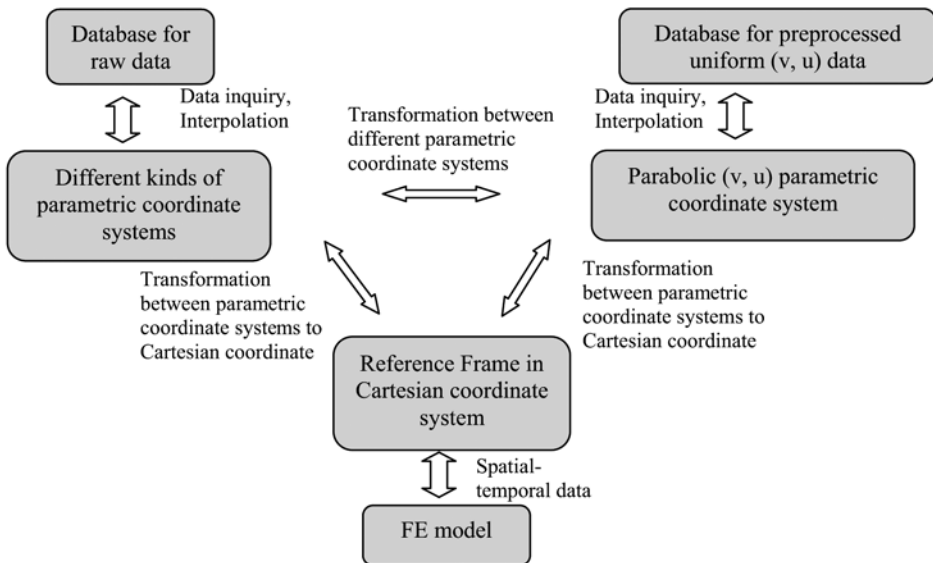 Database for
raw data
Database for preprocessed
uniform (v, u) data
Data inquiry,
Interpolation
Transformation between
different parametric
coordinate systems
Data inquiry,
Interpolation
Different kinds of
parametric coordinate
systems
Parabolic (v, u) parametric
coordinate system
Transformation
between parametric
coordinate systems to
Cartesian coordinate
Transformation
between parametric
coordinate systems to
Cartesian coordinate
Reference Frame in
Cartesian coordinate
system
Spatial-
temporal data
FE model